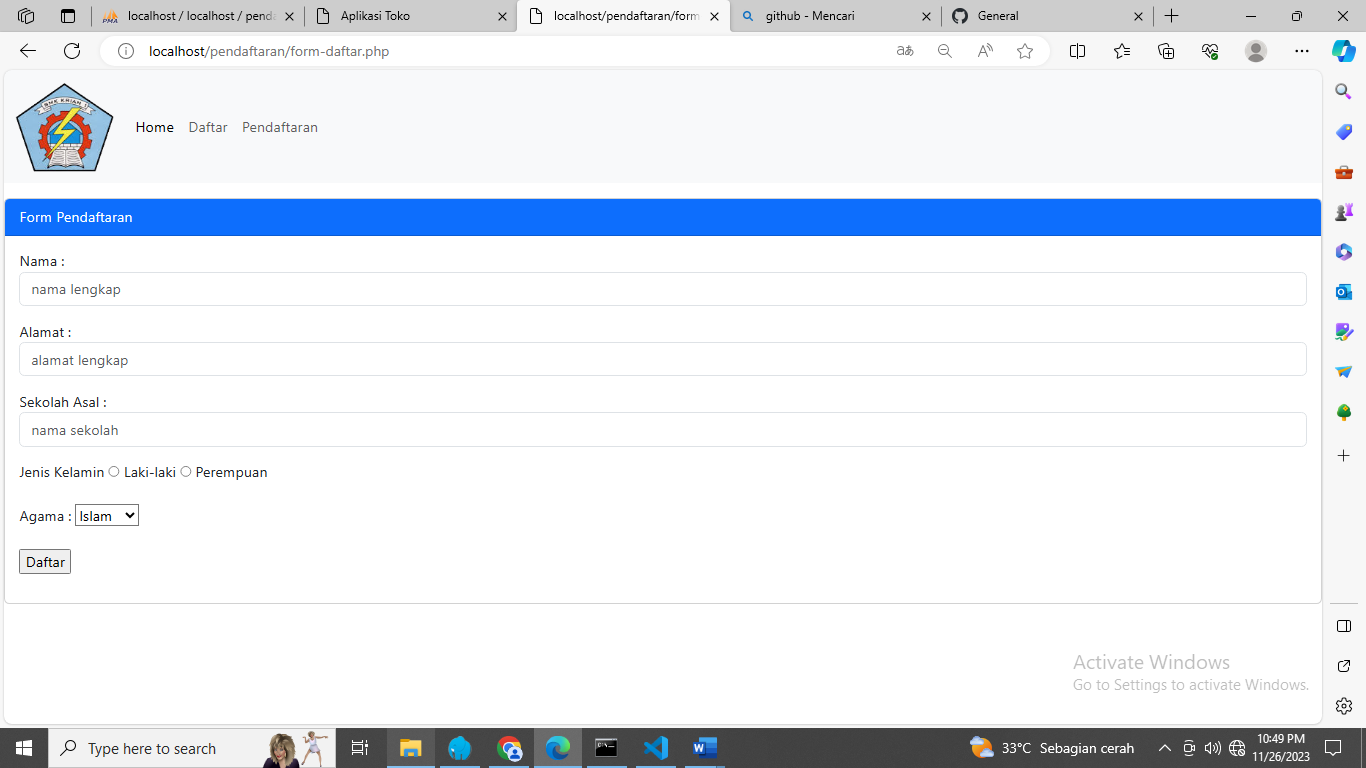 localhost / localhost / penda
Aplikasi Toko
localhost/pendaftaran/form
github - Mencari
General
localhost/pendaftaran/form-daftar.php
SMK KRIAN 1
Home Daftar Pendaftaran
Form Pendaftaran
Nama :
nama lengkap
Alamat :
alamat lengkap
Sekolah Asal :
nama sekolah
Jenis Kelamin Laki-laki Perempuan
Agama : Islam
Daftar
Activate Windows
Go to Settings to activate Windows.
Type here to search
33°C Sebagian cerah
10:49 PM
11/26/2023